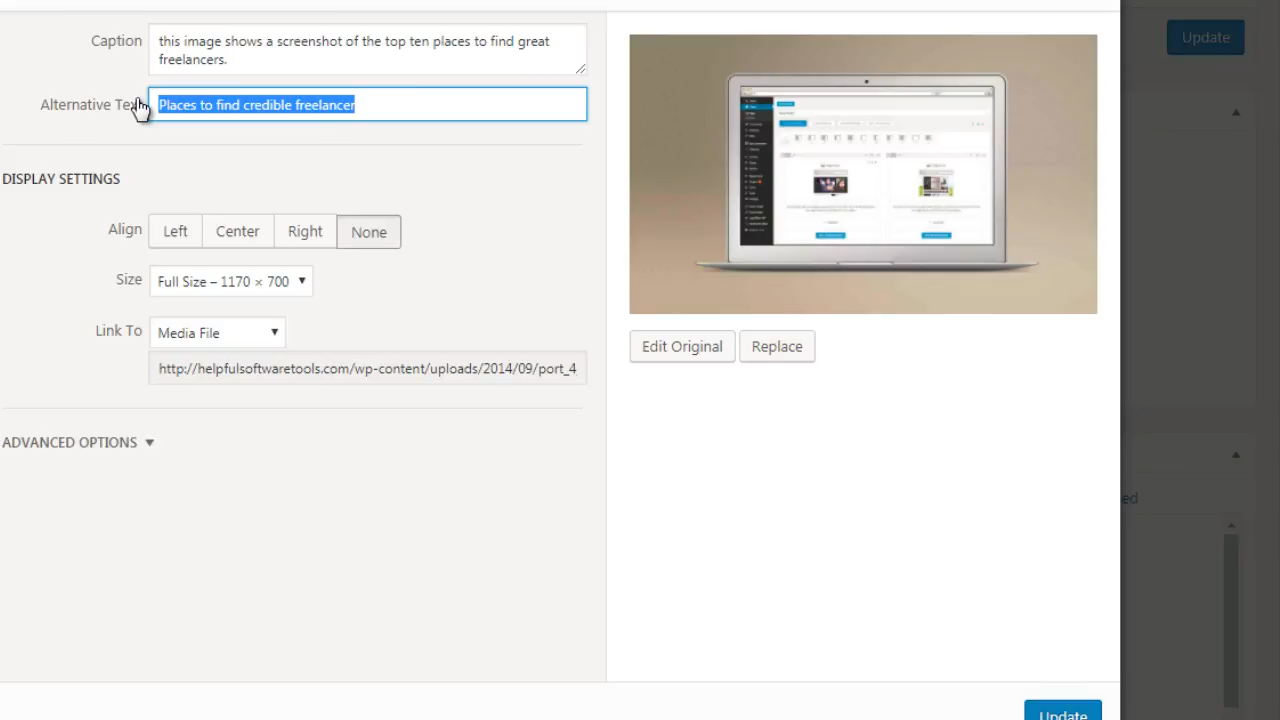 Caption
this image shows a screenshot of the top ten places to find great
freelancers.
Alternative
Places to find credible freelancer
DISPLAY SETTINGS
Align
Left
Center
Right
None
Size
Full Size – 1170 × 700
Link To
Media File
http://helpfulsoftwaretools.com/wp-content/uploads/2014/09/port_4
ADVANCED OPTIONS
Edit Original
Replace
Update
Update